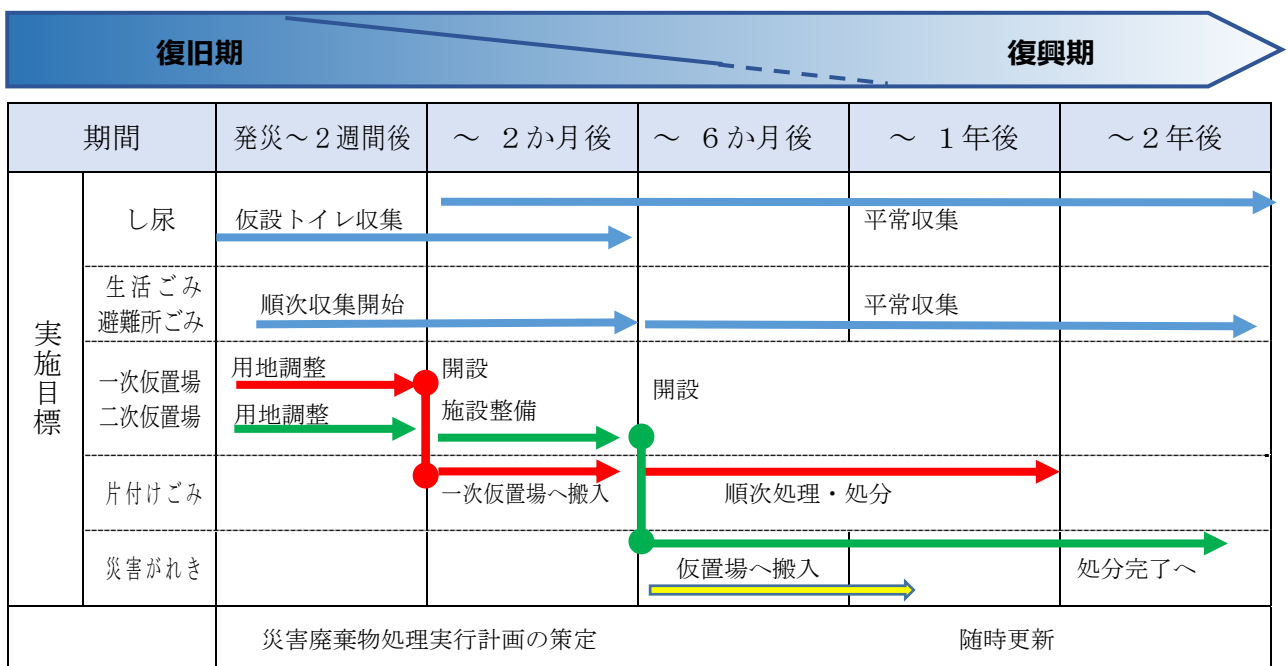 復旧期
復興期
期間
発災～２週間後
～ ２か月後
～ ６か月後
～ １年後
～２年後
実施目標
し尿
仮設トイレ収集
平常収集
生活ごみ
避難所ごみ
順次収集開始
平常収集
一次仮置場
二次仮置場
用地調整
用地調整
開設
施設整備
開設
片付けごみ
一次仮置場へ搬入
順次処理・処分
災害がれき
仮置場へ搬入
処分完了へ
災害廃棄物処理実行計画の策定
随時更新